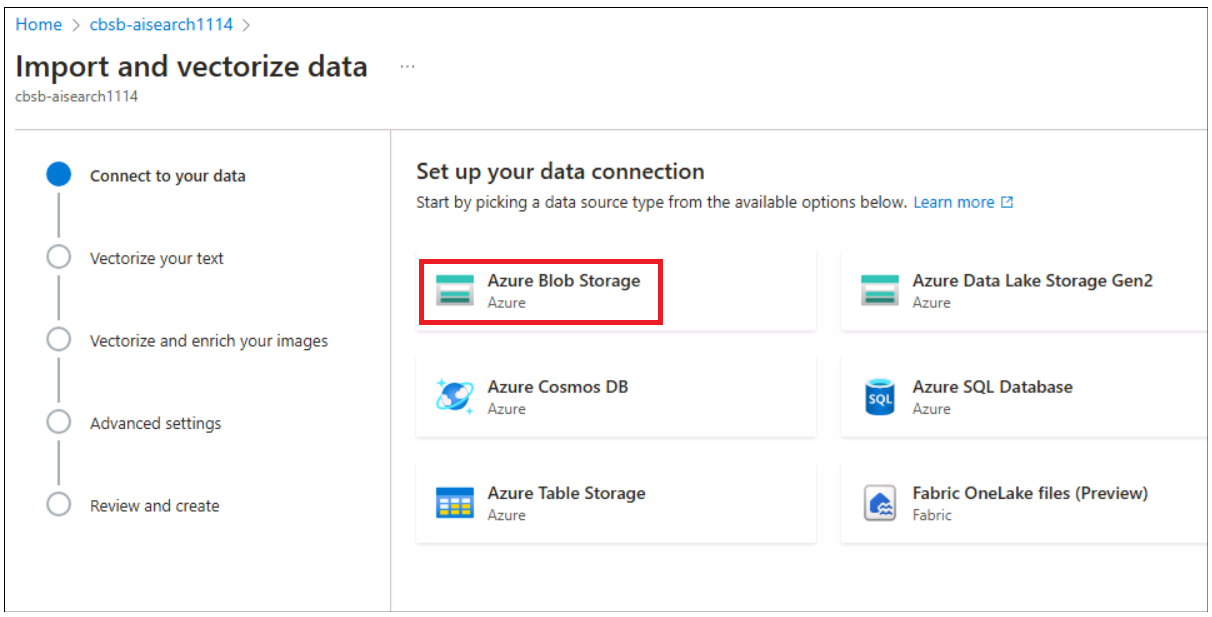 Home > cbsb-aisearch1114 >
Import and vectorize data ...
cbsb-aisearch1114
Connect to your data
Vectorize your text
Vectorize and enrich your images
Advanced settings
Review and create
Set up your data connection
Start by picking a data source type from the available options below. Learn more
Azure Blob Storage
Azure
Azure Data Lake Storage Gen2
Azure
Azure Cosmos DB
Azure
SQL
Azure SQL Database
Azure
Azure Table Storage
Azure
Fabric OneLake files (Preview)
Fabric